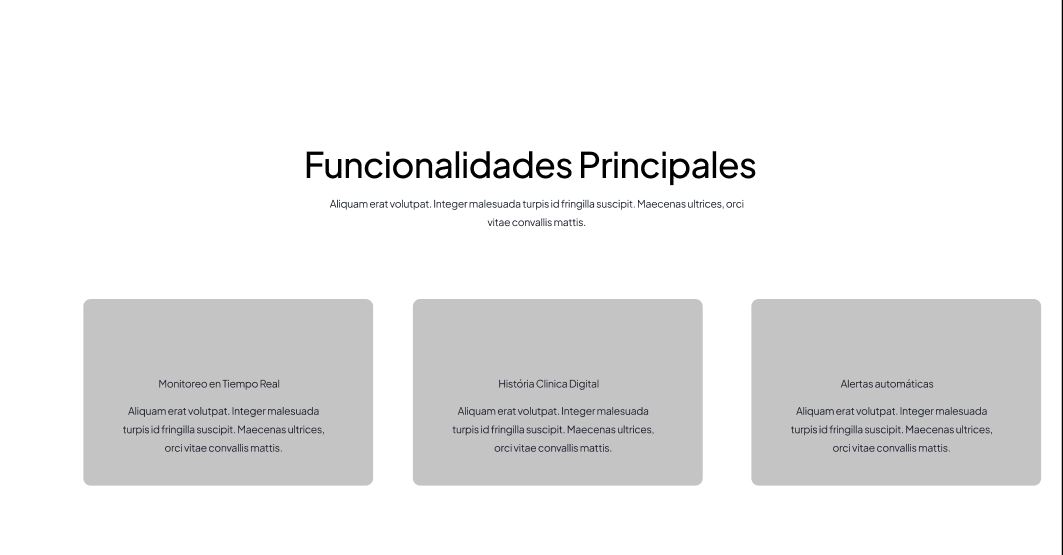 Funcionalidades Principales
Aliquam erat volutpat. Integer malesuada turpis id fringilla suscipit. Maecenas ultrices, orci
vitae convallis mattis.
Monitoreo en Tiempo Real
Aliquam erat volutpat. Integer malesuada
turpis id fringilla suscipit. Maecenas ultrices,
orci vitae convallis mattis.
História Clinica Digital
Aliquam erat volutpat. Integer malesuada
turpis id fringilla suscipit. Maecenas ultrices,
orci vitae convallis mattis.
Alertas automáticas
Aliquam erat volutpat. Integer malesuada
turpis id fringilla suscipit. Maecenas ultrices,
orci vitae convallis mattis.